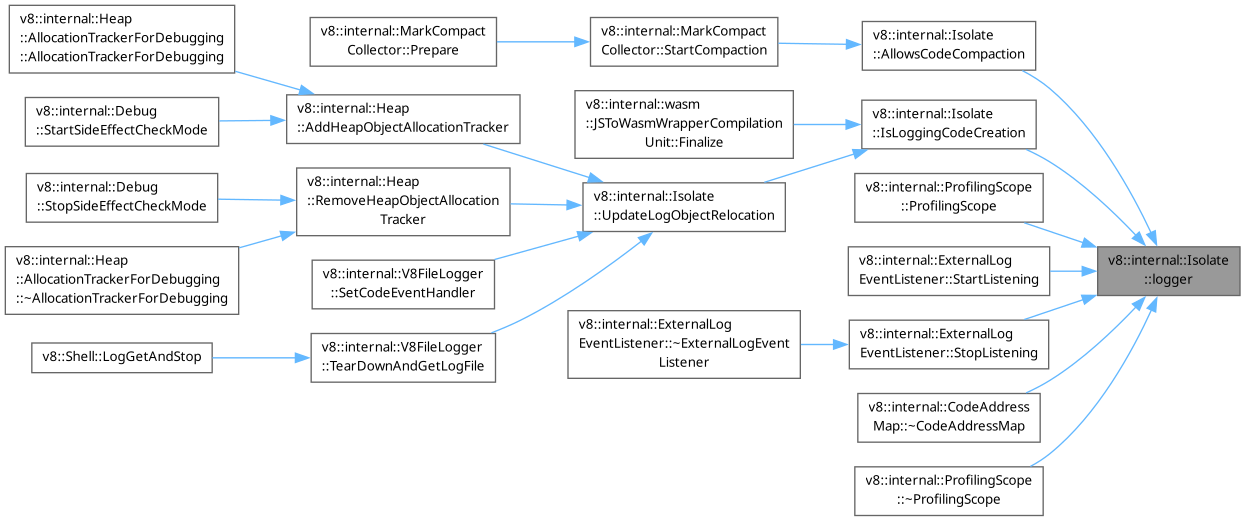 v8::internal::Heap
::AllocationTrackerForDebugging
::AllocationTrackerForDebugging
v8::internal::Debug
::StartSideEffectCheckMode
v8::internal::Debug
::StopSideEffectCheckMode
v8::internal::Heap
::AllocationTrackerForDebugging
::~AllocationTrackerForDebugging
v8::Shell::LogGetAndStop
v8::internal::MarkCompact
Collector::Prepare
v8::internal::Heap
::AddHeapObjectAllocationTracker
v8::internal::Heap
::RemoveHeapObjectAllocation
Tracker
v8::internal::V8FileLogger
::SetCodeEventHandler
v8::internal::V8FileLogger
::TearDownAndGetLogFile
v8::internal::MarkCompact
Collector::StartCompaction
v8::internal::wasm
::JSToWasmWrapperCompilation
Unit::Finalize
v8::internal::Isolate
::UpdateLogObjectRelocation
v8::internal::ExternalLog
EventListener::~ExternalLogEvent
Listener
v8::internal::Isolate
::AllowsCodeCompaction
v8::internal::Isolate
::IsLoggingCodeCreation
v8::internal::ProfilingScope
::ProfilingScope
v8::internal::ExternalLog
EventListener::StartListening
v8::internal::ExternalLog
EventListener::StopListening
v8::internal::CodeAddress
Map::~CodeAddressMap
v8::internal::ProfilingScope
::~ProfilingScope
v8::internal::Isolate
::logger